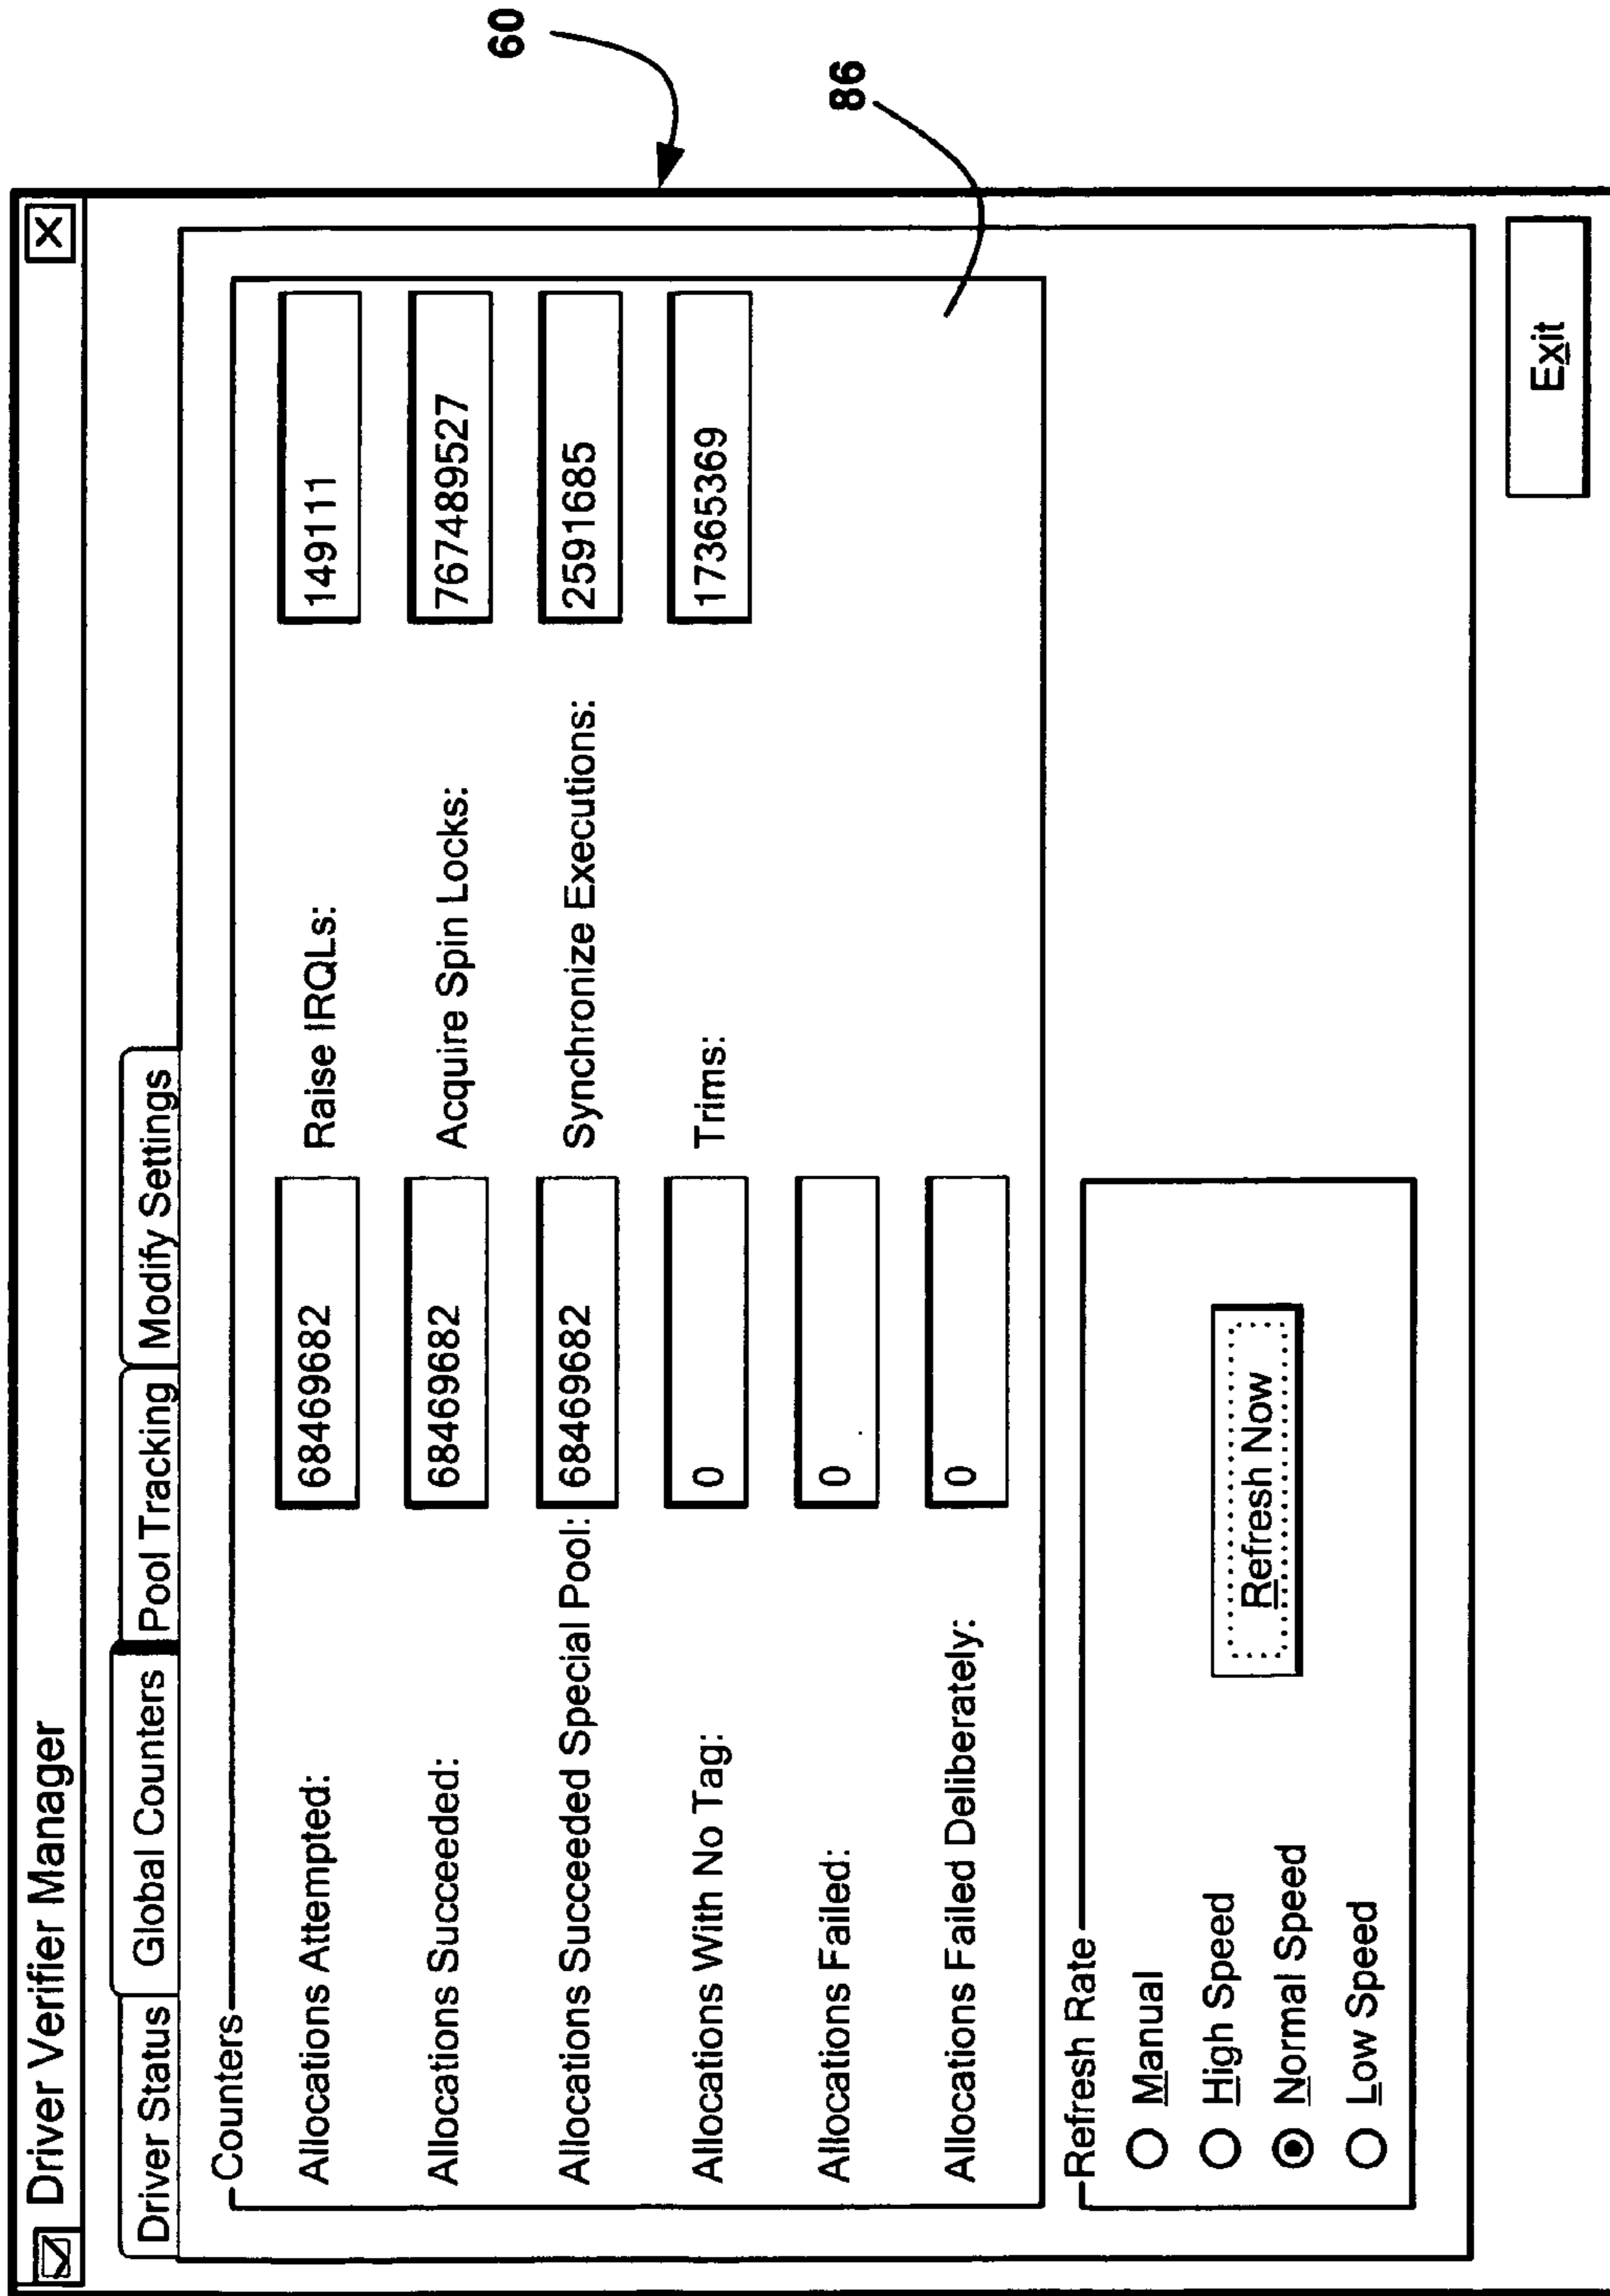 Driver Verifier Manager X
Driver Status Global Counters Pool Tracking Modify Settings
Counters
Allocations Attempted: 68469682 Raise IRQLs: 149111
Allocations Succeeded: 68469682 Acquire Spin Locks: 767489527
Allocations Succeeded Special Pool: 68469682 Synchronize Executions: 2591685
Allocations With No Tag: 0 Trims: 17365369
Allocations Failed: 0
Allocations Failed Deliberately: 0
Refresh Rate
Manual
High Speed
Normal Speed
Low Speed
Refresh Now
Exit
60
86